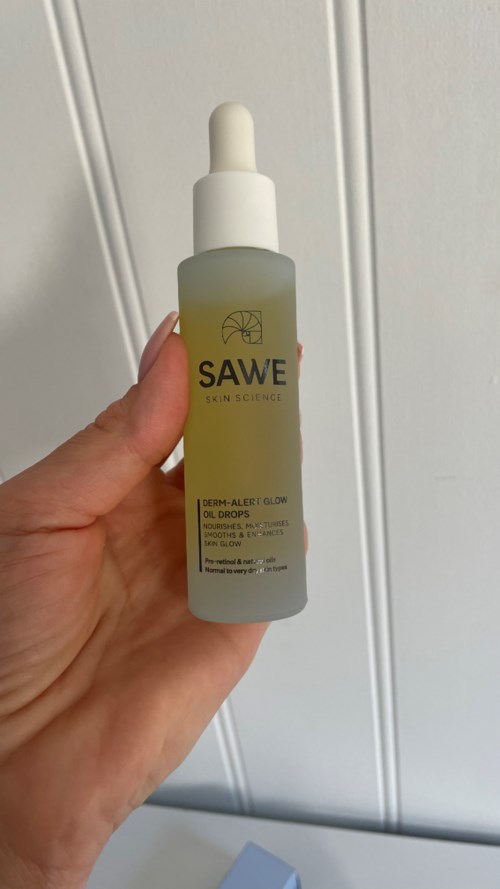 SAWE
SKIN SCIENCE
DERM-ALERT GLOW
OIL DROPS
NOURISHES, MOISTURISES,
SMOOTHS & ENHANCES
SKIN GLOW
Pro-retinol & natural oils
Normal to very dry skin types